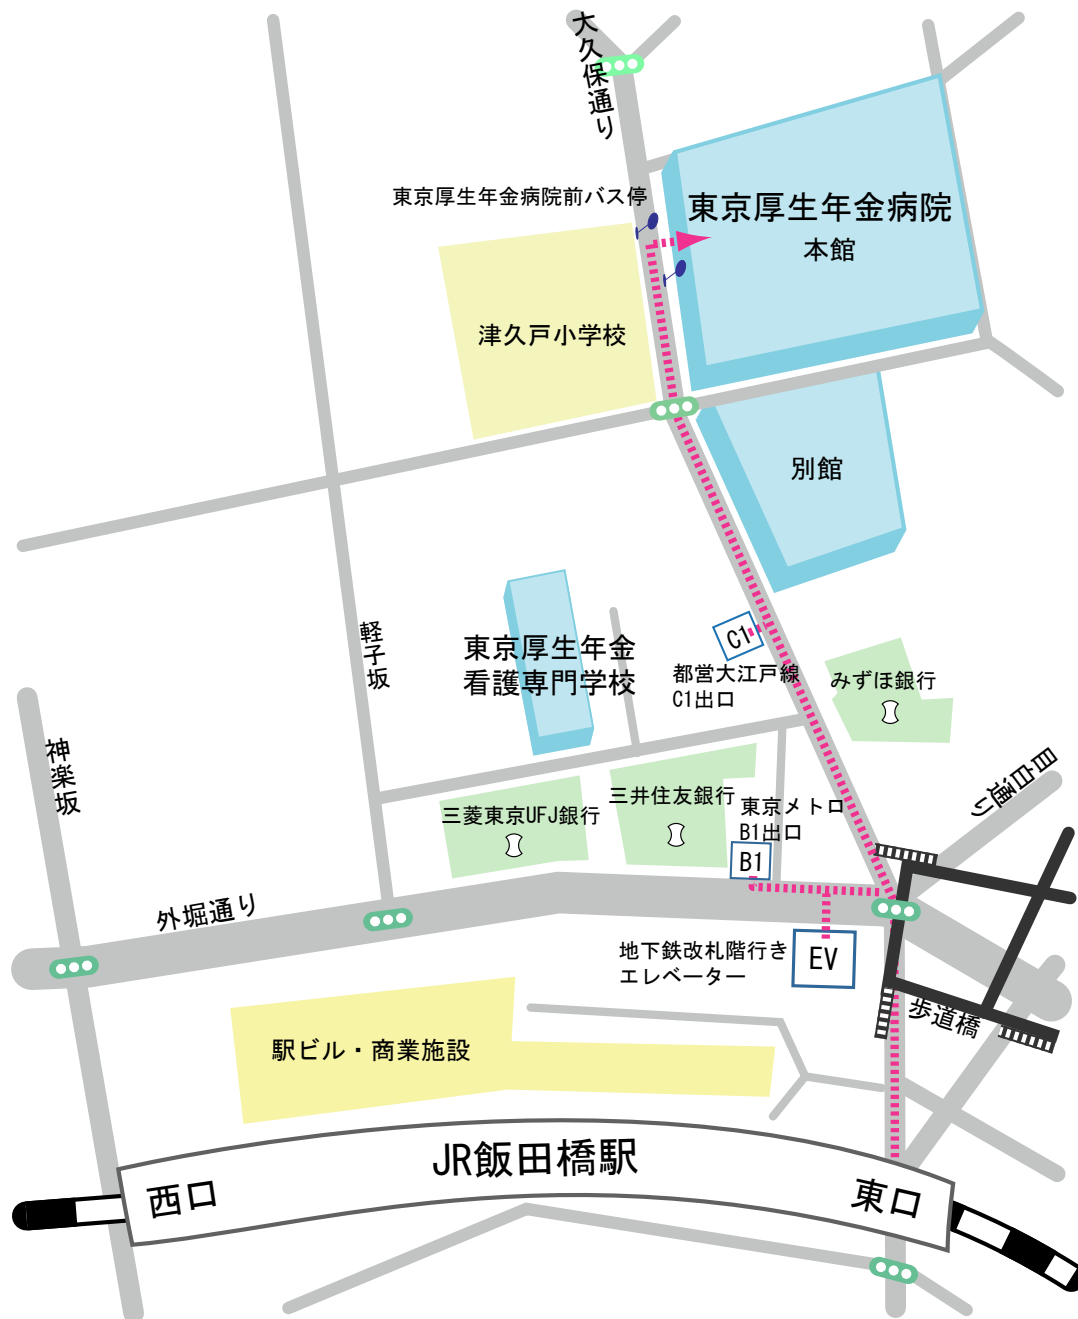 大久保通り
東京厚生年金病院前バス停
東京厚生年金病院
本館
津久戸小学校
別館
C1
都営大江戸線
C1出口
東京厚生年金
看護専門学校
軽子坂
みずほ銀行
神楽坂
目白通り
三菱東京UFJ銀行
三井住友銀行
東京メトロ
B1出口
B1
外堀通り
地下鉄改札階行き
エレベーター
EV
歩道橋
駅ビル・商業施設
JR飯田橋駅
西口
東口